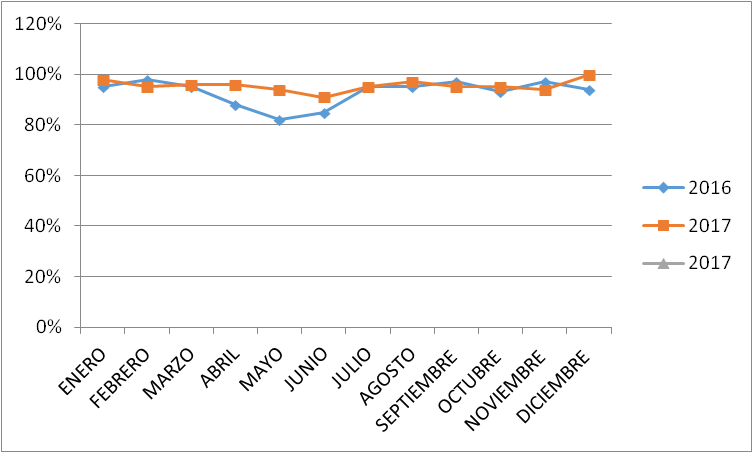 120%
100%
80%
60%
40%
20%
0%
ENERO
FEBRERO
MARZO
ABRIL
MAYO
JUNIO
JULIO
AGOSTO
SEPTIEMBRE
OCTUBRE
NOVIEMBRE
DICIEMBRE
2016
2017
2017